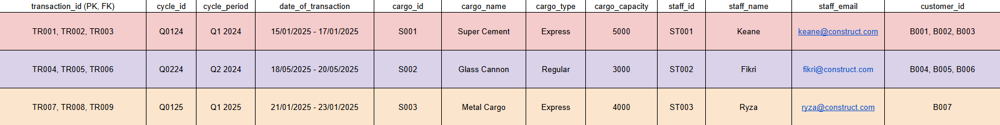 transaction_id (PK, FK) cycle_id cycle_period date_of_transaction cargo_id cargo_name cargo_type cargo_capacity staff_id staff_name staff_email customer_id
TR001, TR002, TR003 Q0124 Q1 2024 15/01/2025 - 17/01/2025 S001 Super Cement Express 5000 ST001 Keane keane@construct.com B001, B002, B003
TR004, TR005, TR006 Q0224 Q2 2024 18/05/2025 - 20/05/2025 S002 Glass Cannon Regular 3000 ST002 Fikri fikri@construct.com B004, B005, B006
TR007, TR008, TR009 Q0125 Q1 2025 21/01/2025 - 23/01/2025 S003 Metal Cargo Express 4000 ST003 Ryza ryza@construct.com B007